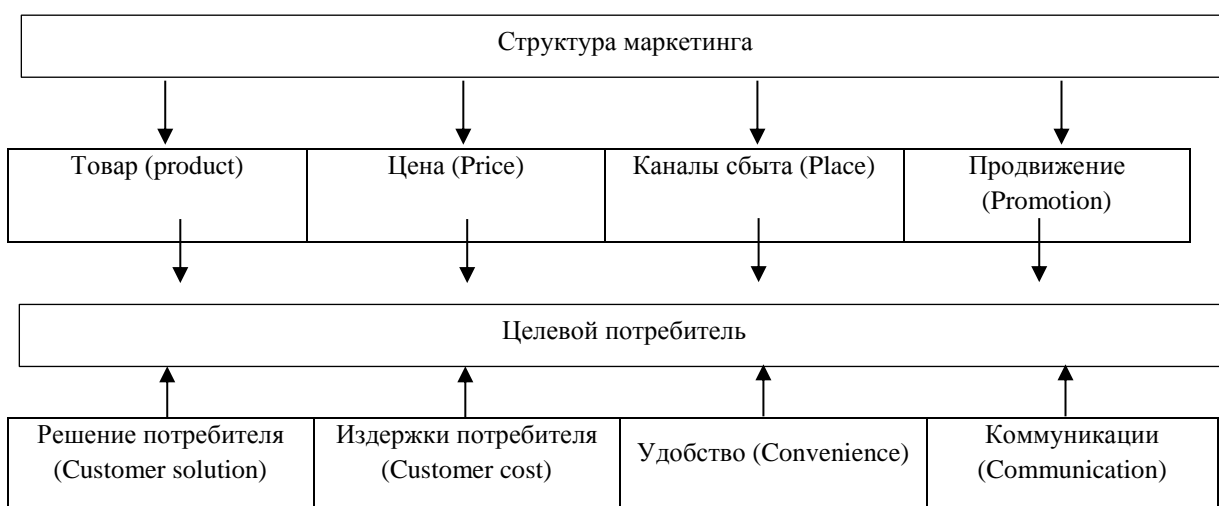 Структура маркетинга
Товар (product)
Цена (Price)
Каналы сбыта (Place)
Продвижение
(Promotion)
Целевой потребитель
Решение потребителя
(Customer solution)
Издержки потребителя
(Customer cost)
Удобство (Convenience)
Коммуникации
(Communication)